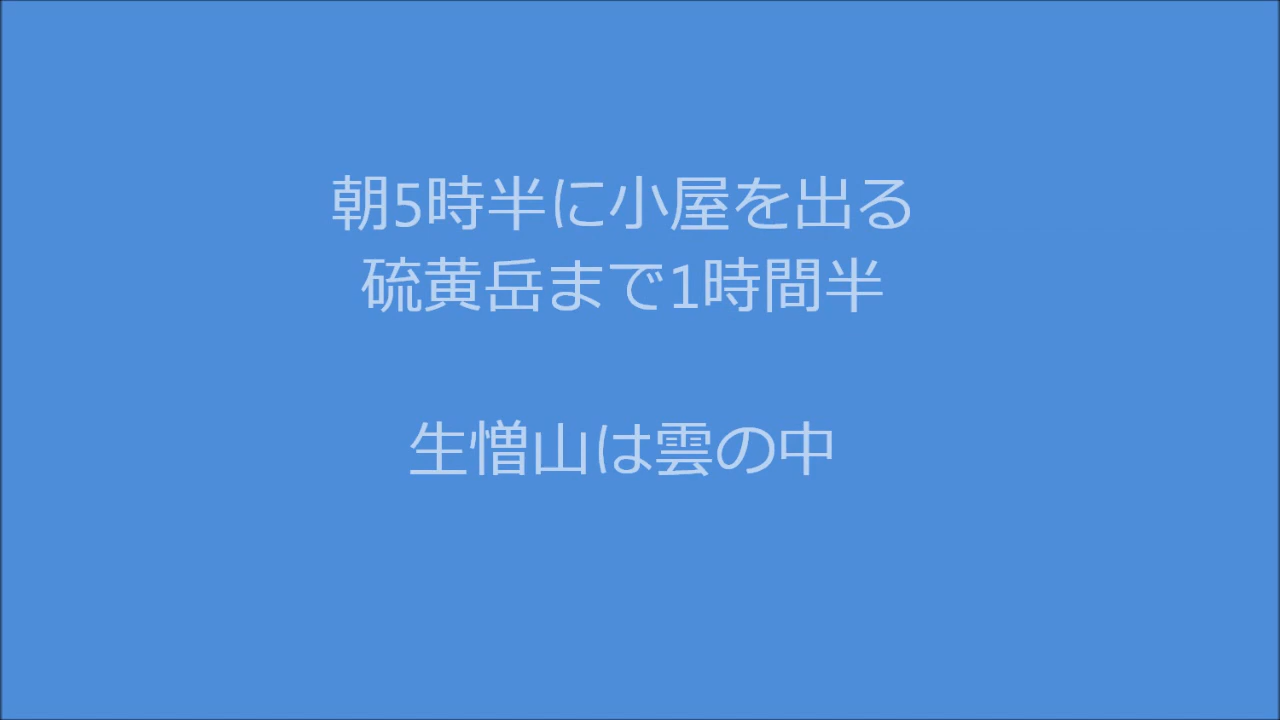 朝5時半に小屋を出る
硫黄岳まで1時間半
生憎山は雲の中